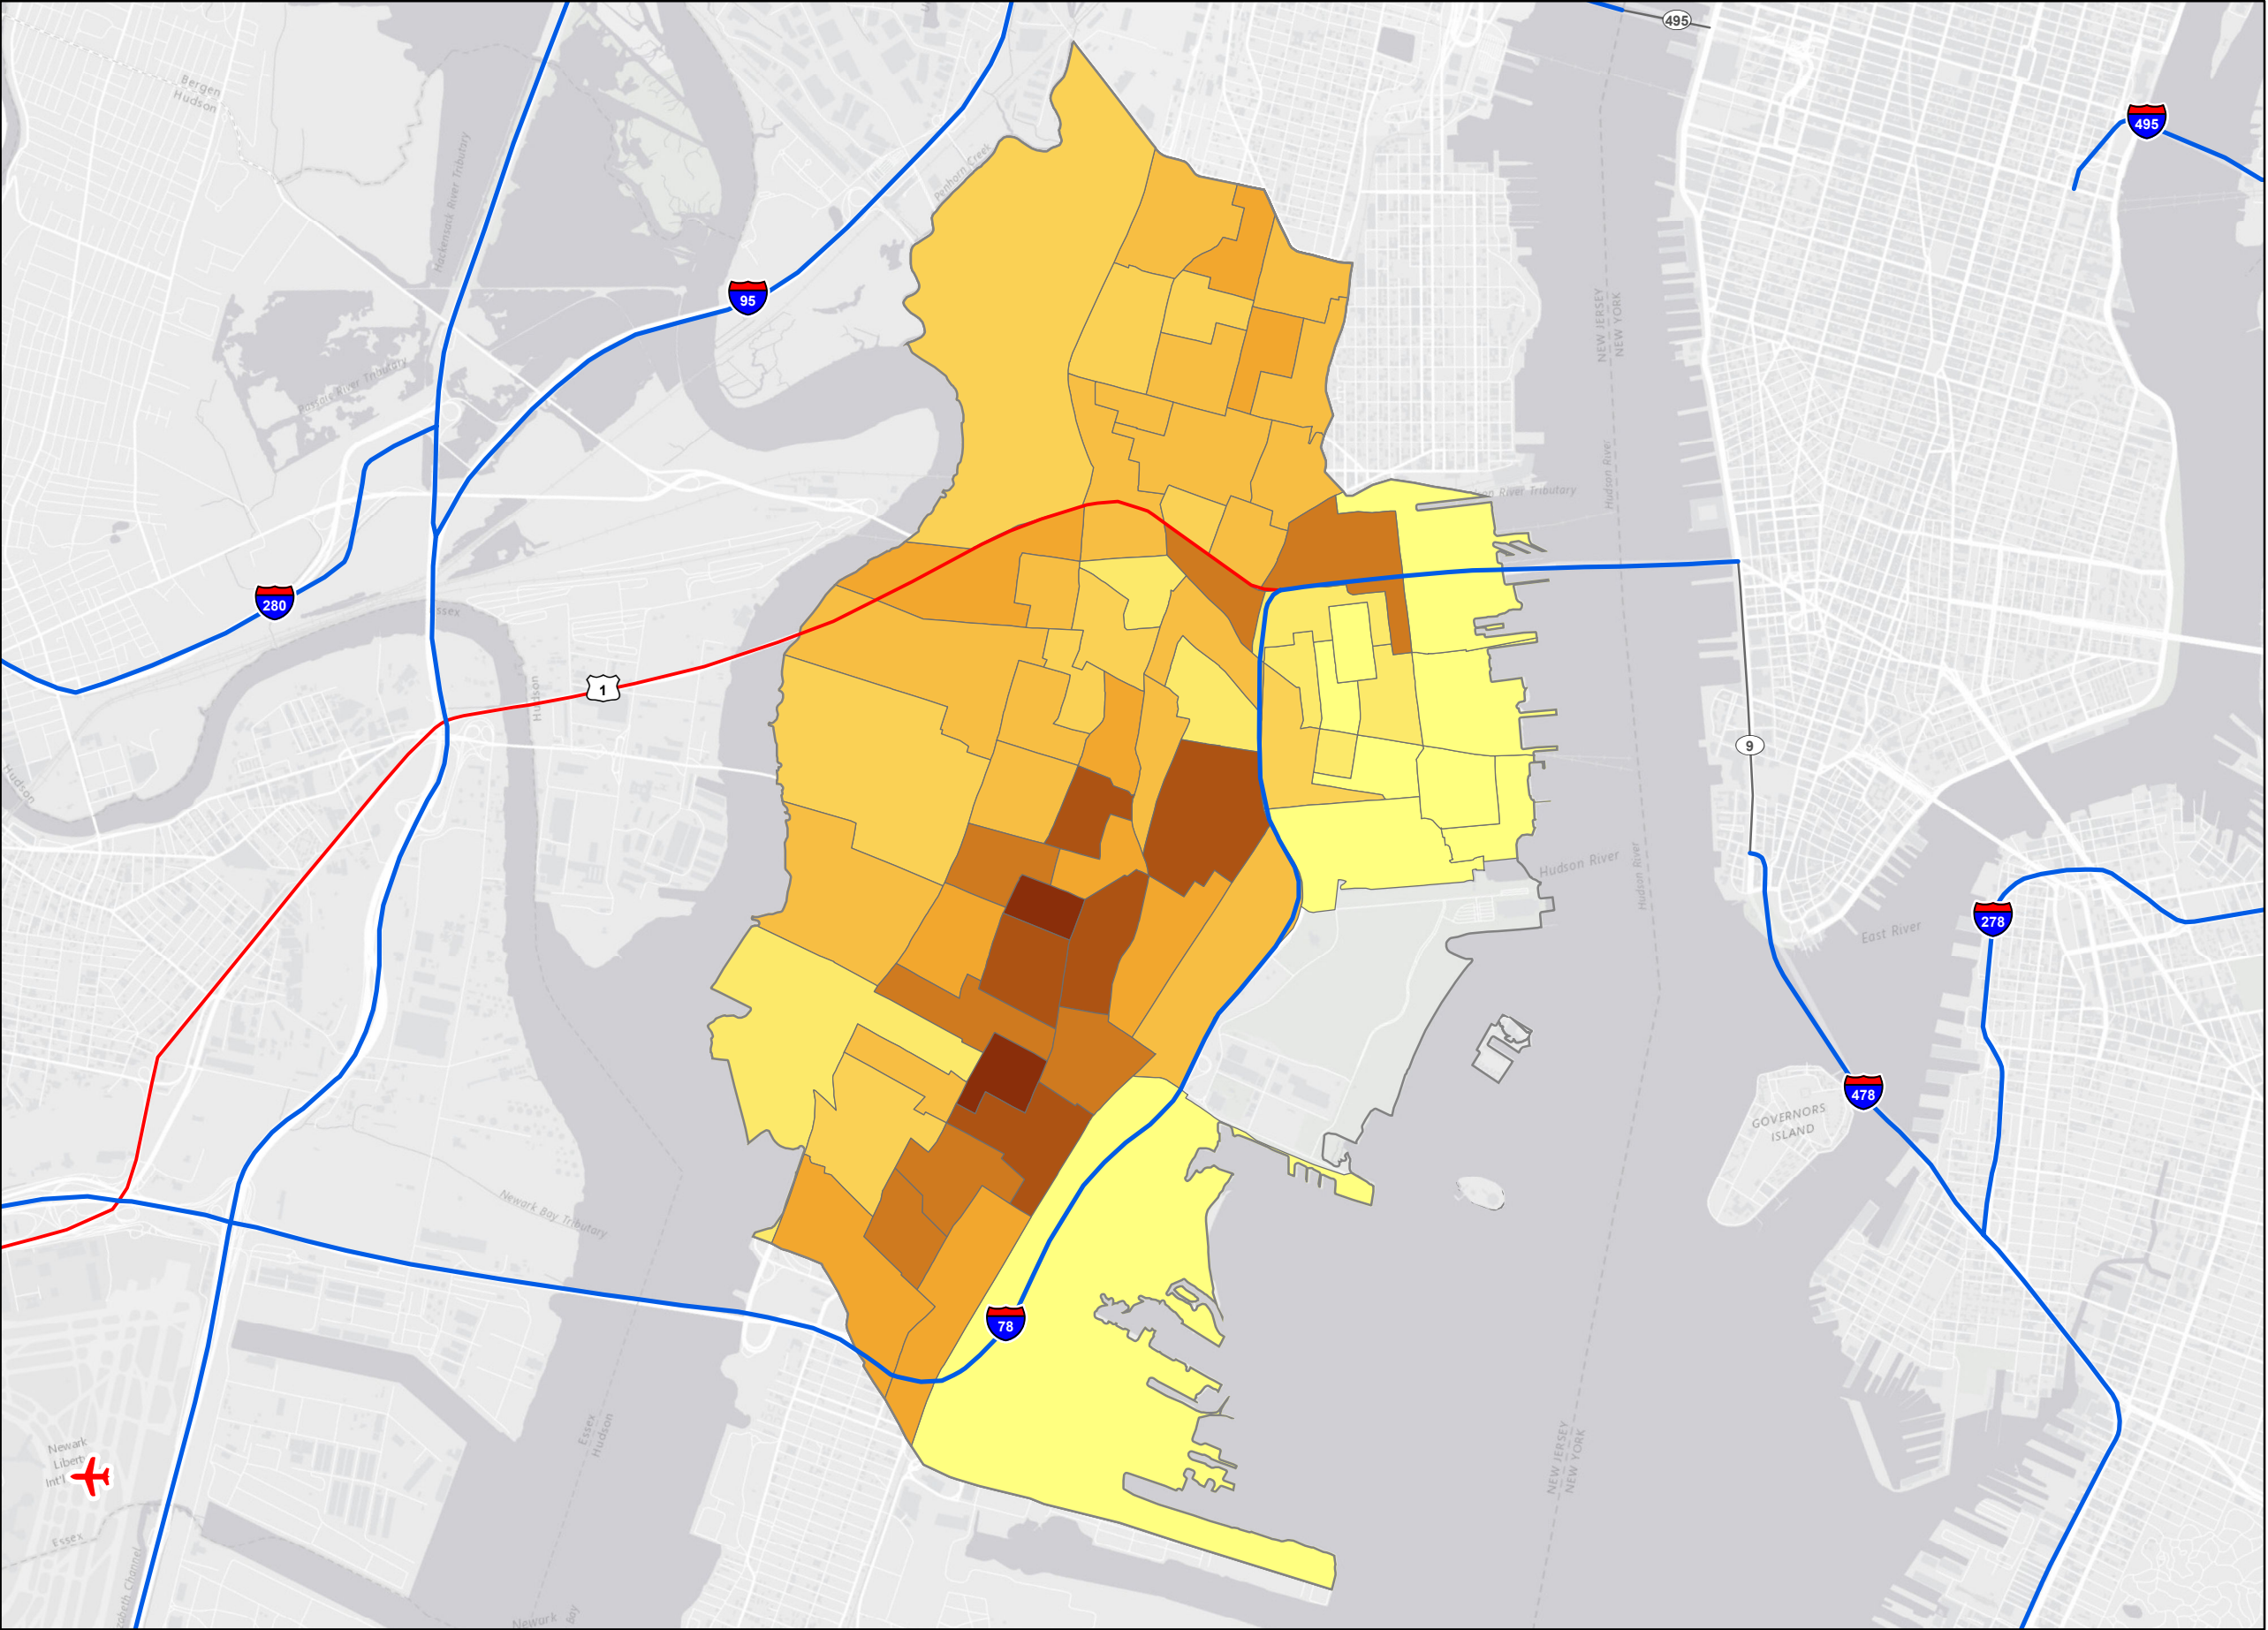 495
495
Bergen
Hudson
Hackensack River Tributary
Penhorn Creek
95
NEW JERSEY
NEW YORK
Passaic River Tributary
Hudson River
on River Tributary
280
Essex
Hudson
1
9
Hudson
Hudson River
Hudson River
278
East River
478
GOVERNORS
ISLAND
Newark Bay Tributary
78
Essex
Hudson
NEW JERSEY
NEW YORK
Newark
Liberty
Int'l
Essex
Newark
Bay